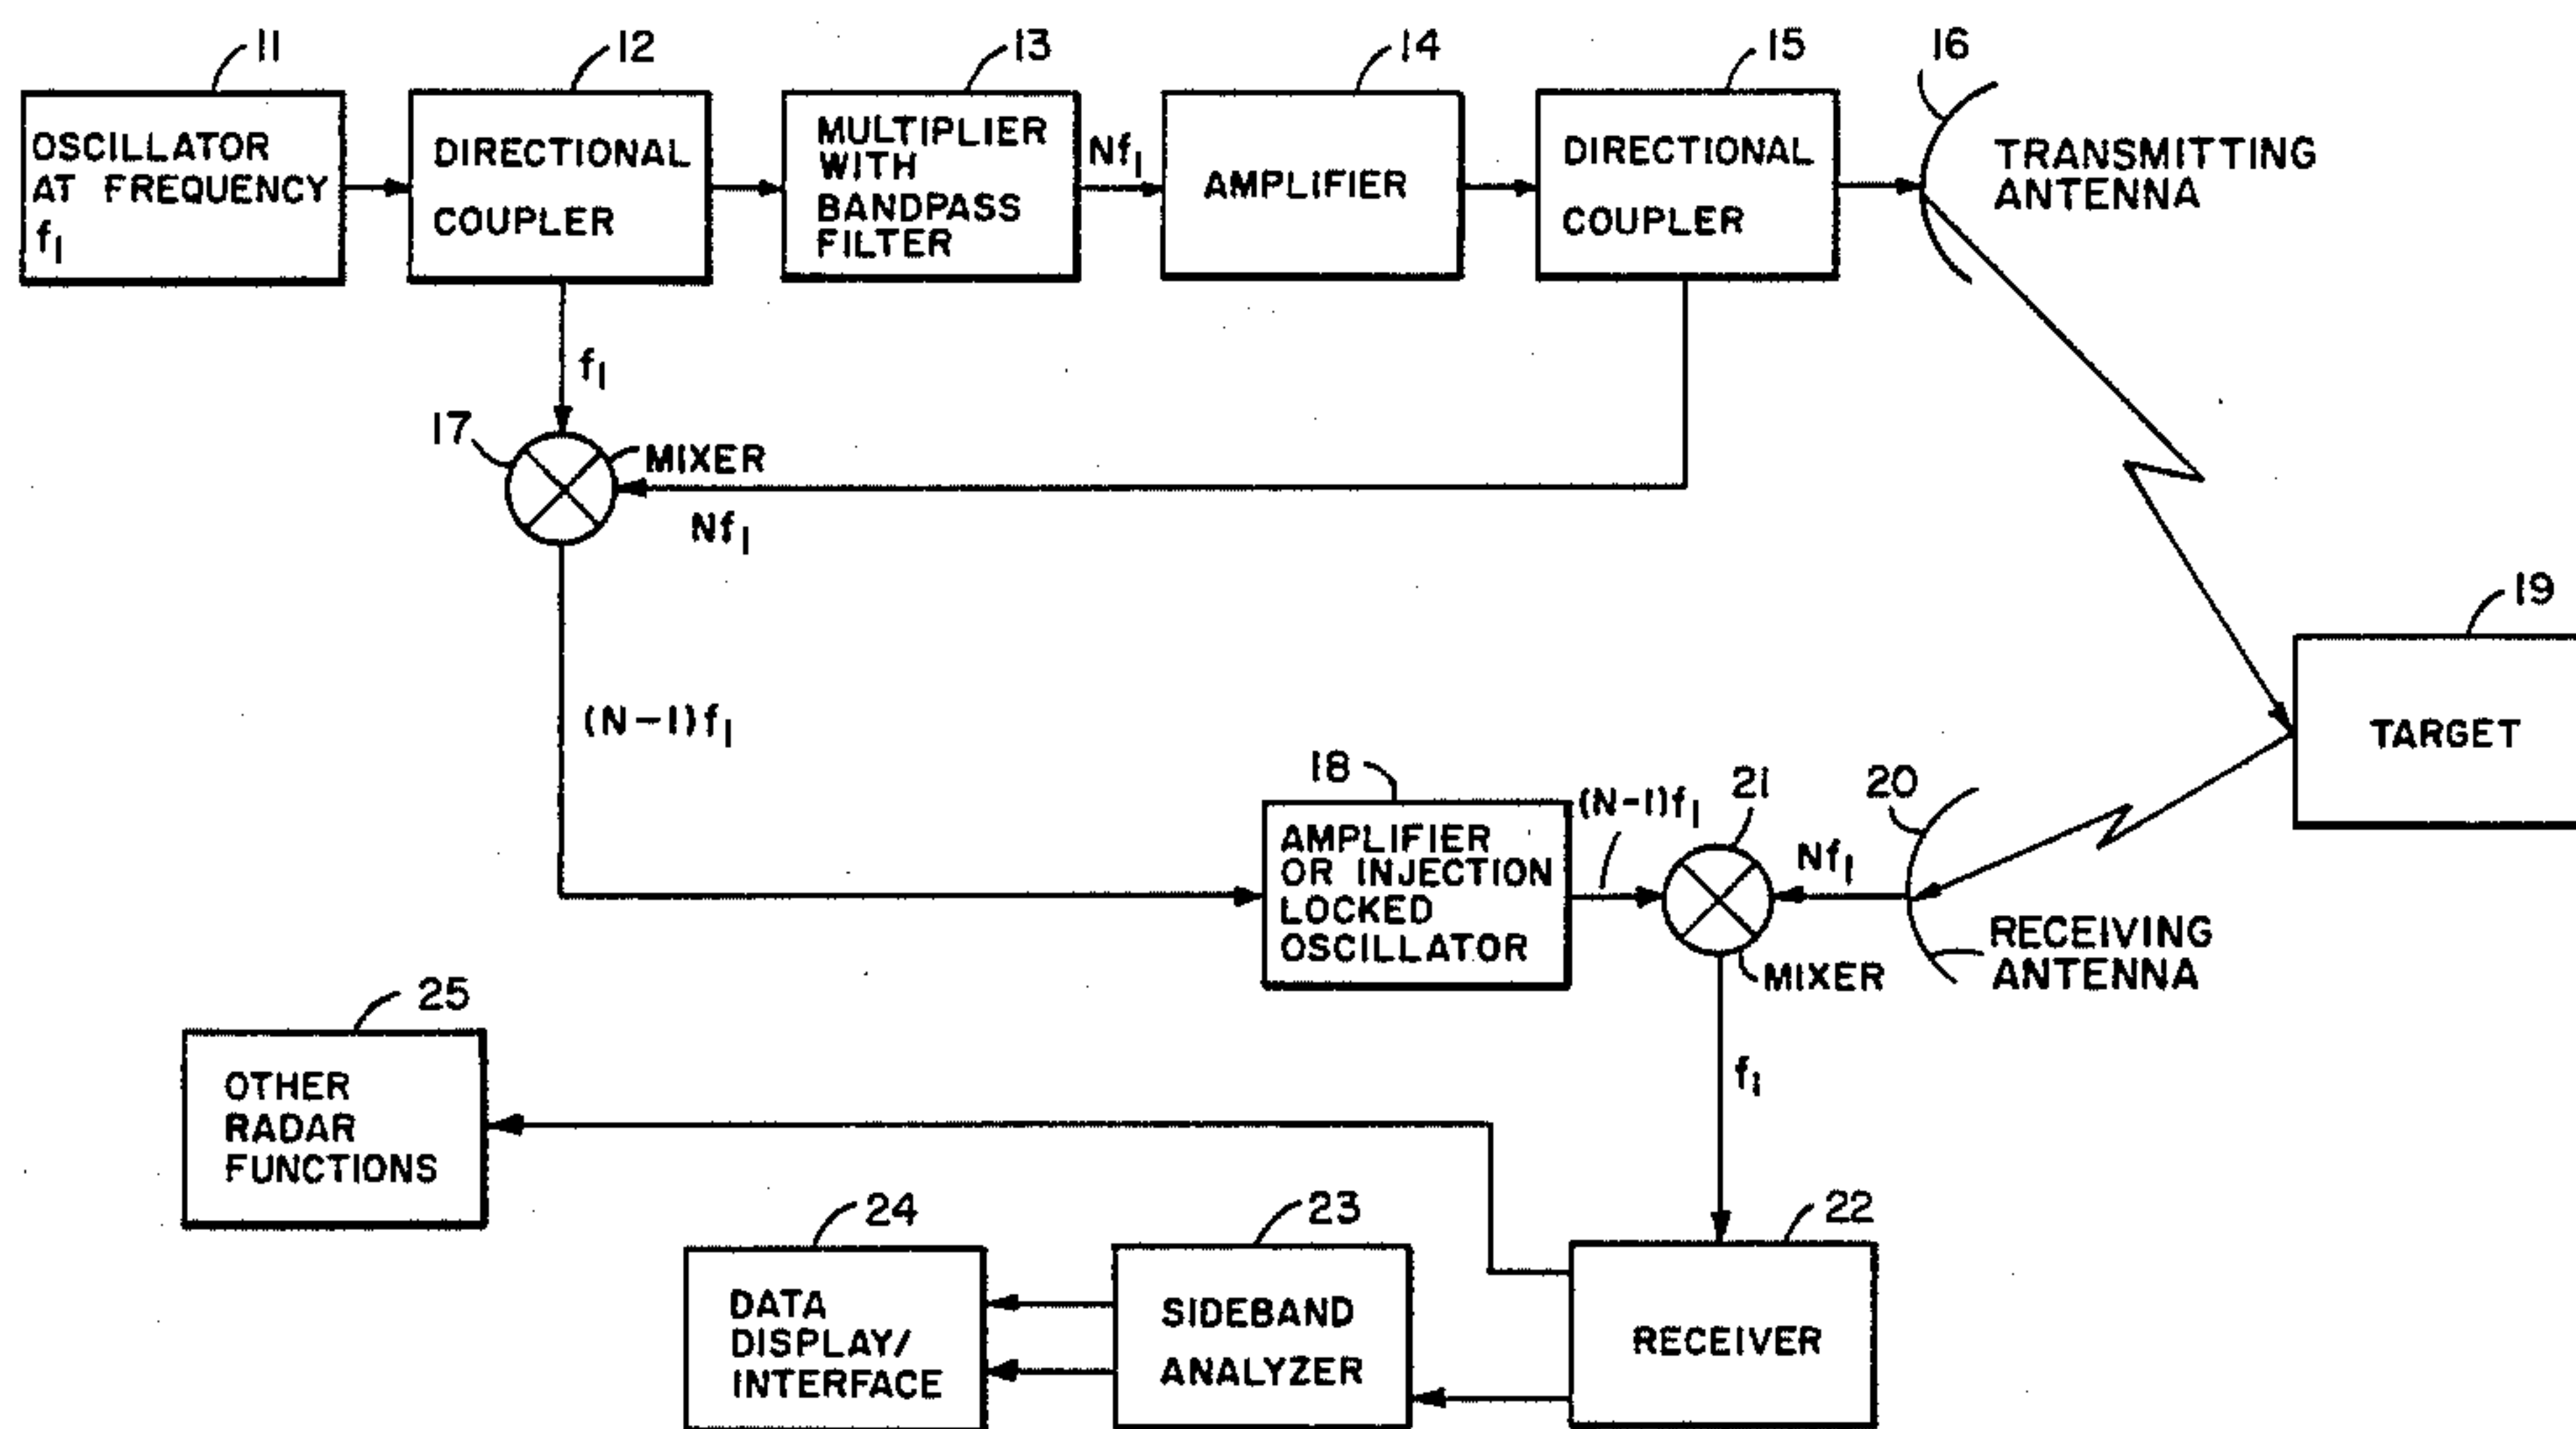 11
12
13
14
15
16
OSCILLATOR
AT FREQUENCY
f1
DIRECTIONAL
COUPLER
MULTIPLIER
WITH
BANDPASS
FILTER
Nf1
AMPLIFIER
DIRECTIONAL
COUPLER
TRANSMITTING
ANTENNA
f1
17
MIXER
Nf1
19
TARGET
(N-1)f1
18
AMPLIFIER
OR INJECTION
LOCKED
OSCILLATOR
(N-1)f1
21
MIXER
Nf1
20
RECEIVING
ANTENNA
f1
25
OTHER
RADAR
FUNCTIONS
24
DATA
DISPLAY/
INTERFACE
23
SIDEBAND
ANALYZER
22
RECEIVER